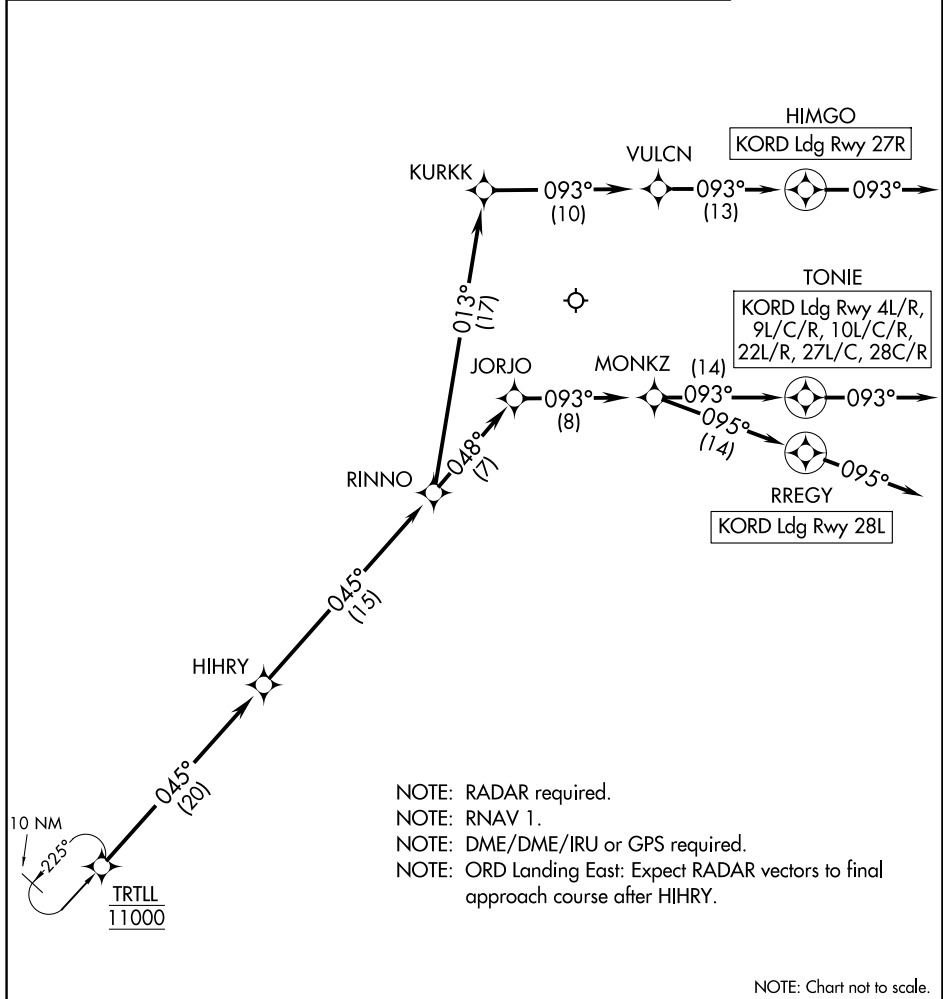 HIMGO
KORD Ldg Rwy 27R
VULCN
KURKK
093°
(10)
093°
(13)
093°
TONIE
KORD Ldg Rwy 4L/R,
9L/C/R, 10L/C/R,
22L/R, 27L/C, 28C/R
013°
(17)
JORJO
MONKZ
(14)
093°
093°
(8)
093°
095°
(14)
048°
(7)
RINNO
095°
RREGY
KORD Ldg Rwy 28L
045°
(15)
HIHRY
045°
(20)
NOTE: RADAR required.
NOTE: RNAV 1.
NOTE: DME/DME/IRU or GPS required.
NOTE: ORD Landing East: Expect RADAR vectors to final
approach course after HIHRY.
10 NM
225°
TRTLL
11000
NOTE: Chart not to scale.